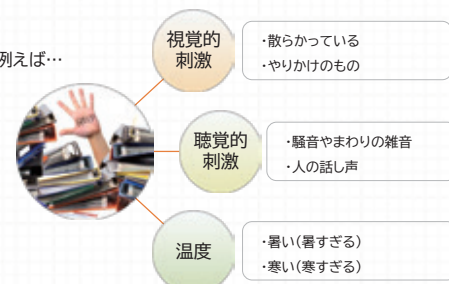 例えば…
視覚的
刺激
・散らかっている
・やりかけのもの
聴覚的
刺激
・騒音やまわりの雑音
・人の話し声
温度
・暑い(暑すぎる)
・寒い(寒すぎる)